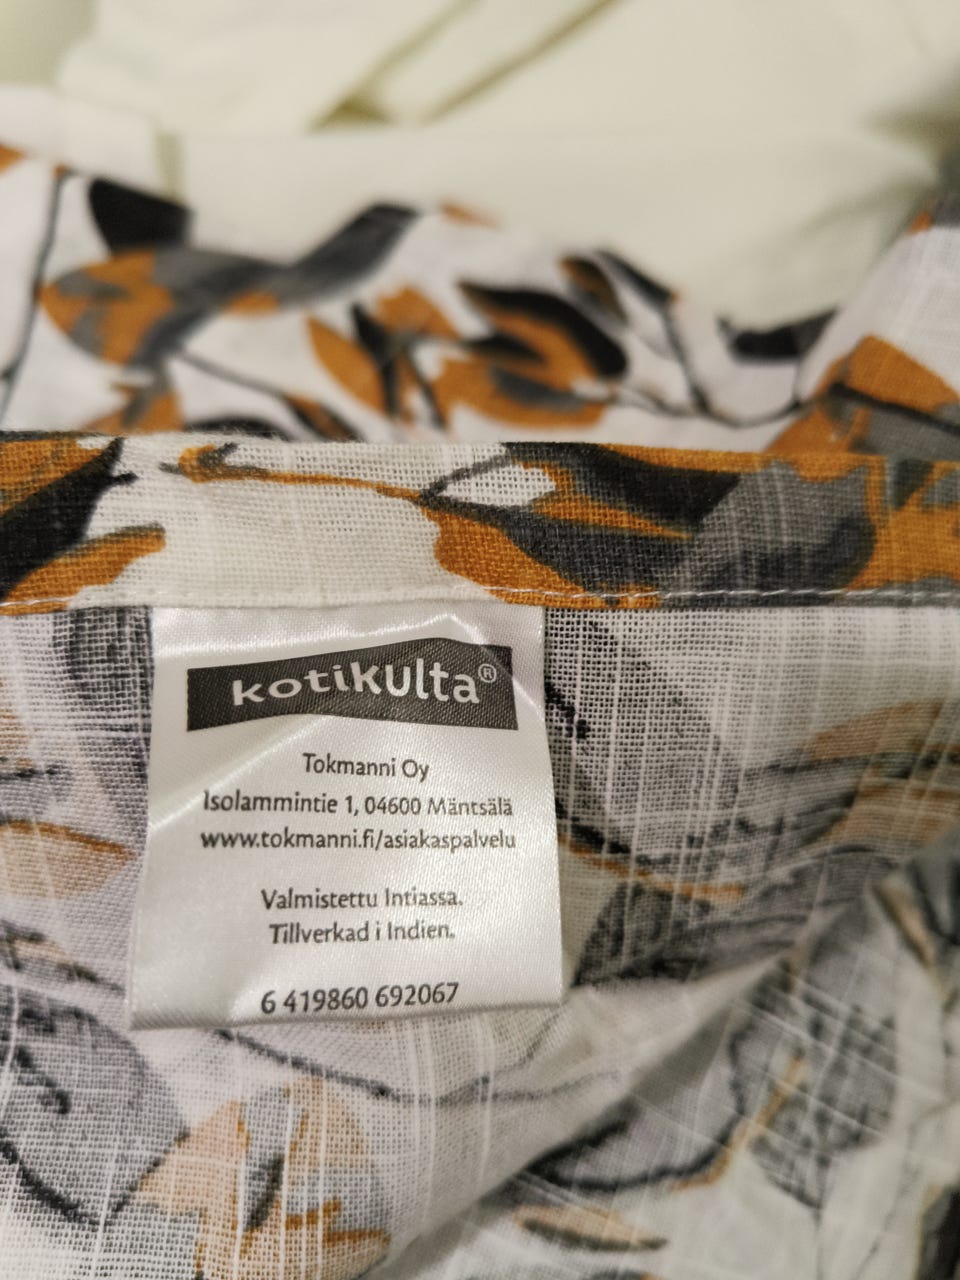 kotikulta®
Tokmanni Oy
Isolammintie 1, 04600 Mäntsälä
www.tokmanni.fi/asiakaspalvelu
Valmistettu Intiassa.
Tillverkad i Indien.
6 419860 692067